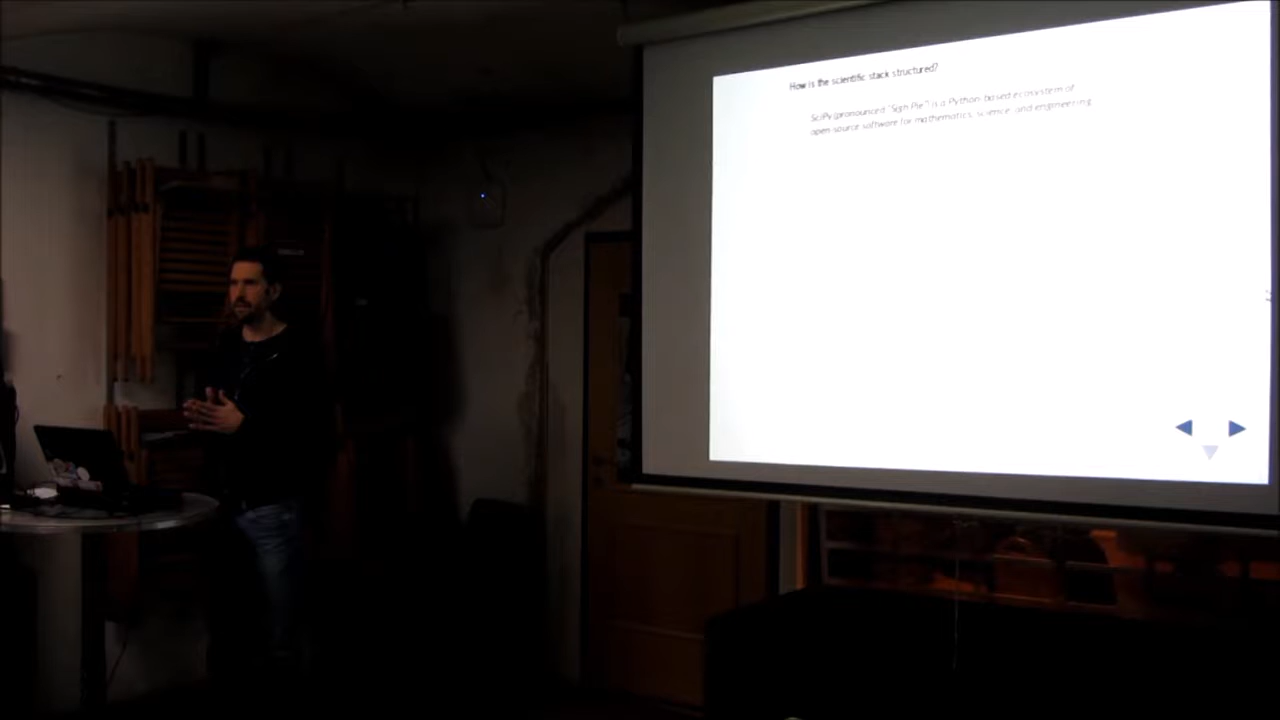 How is the scientific stack structured?
SciPy (pronounced "Sigh Pie") is a Python-based ecosystem of
open-source software for mathematics, science, and engineering.